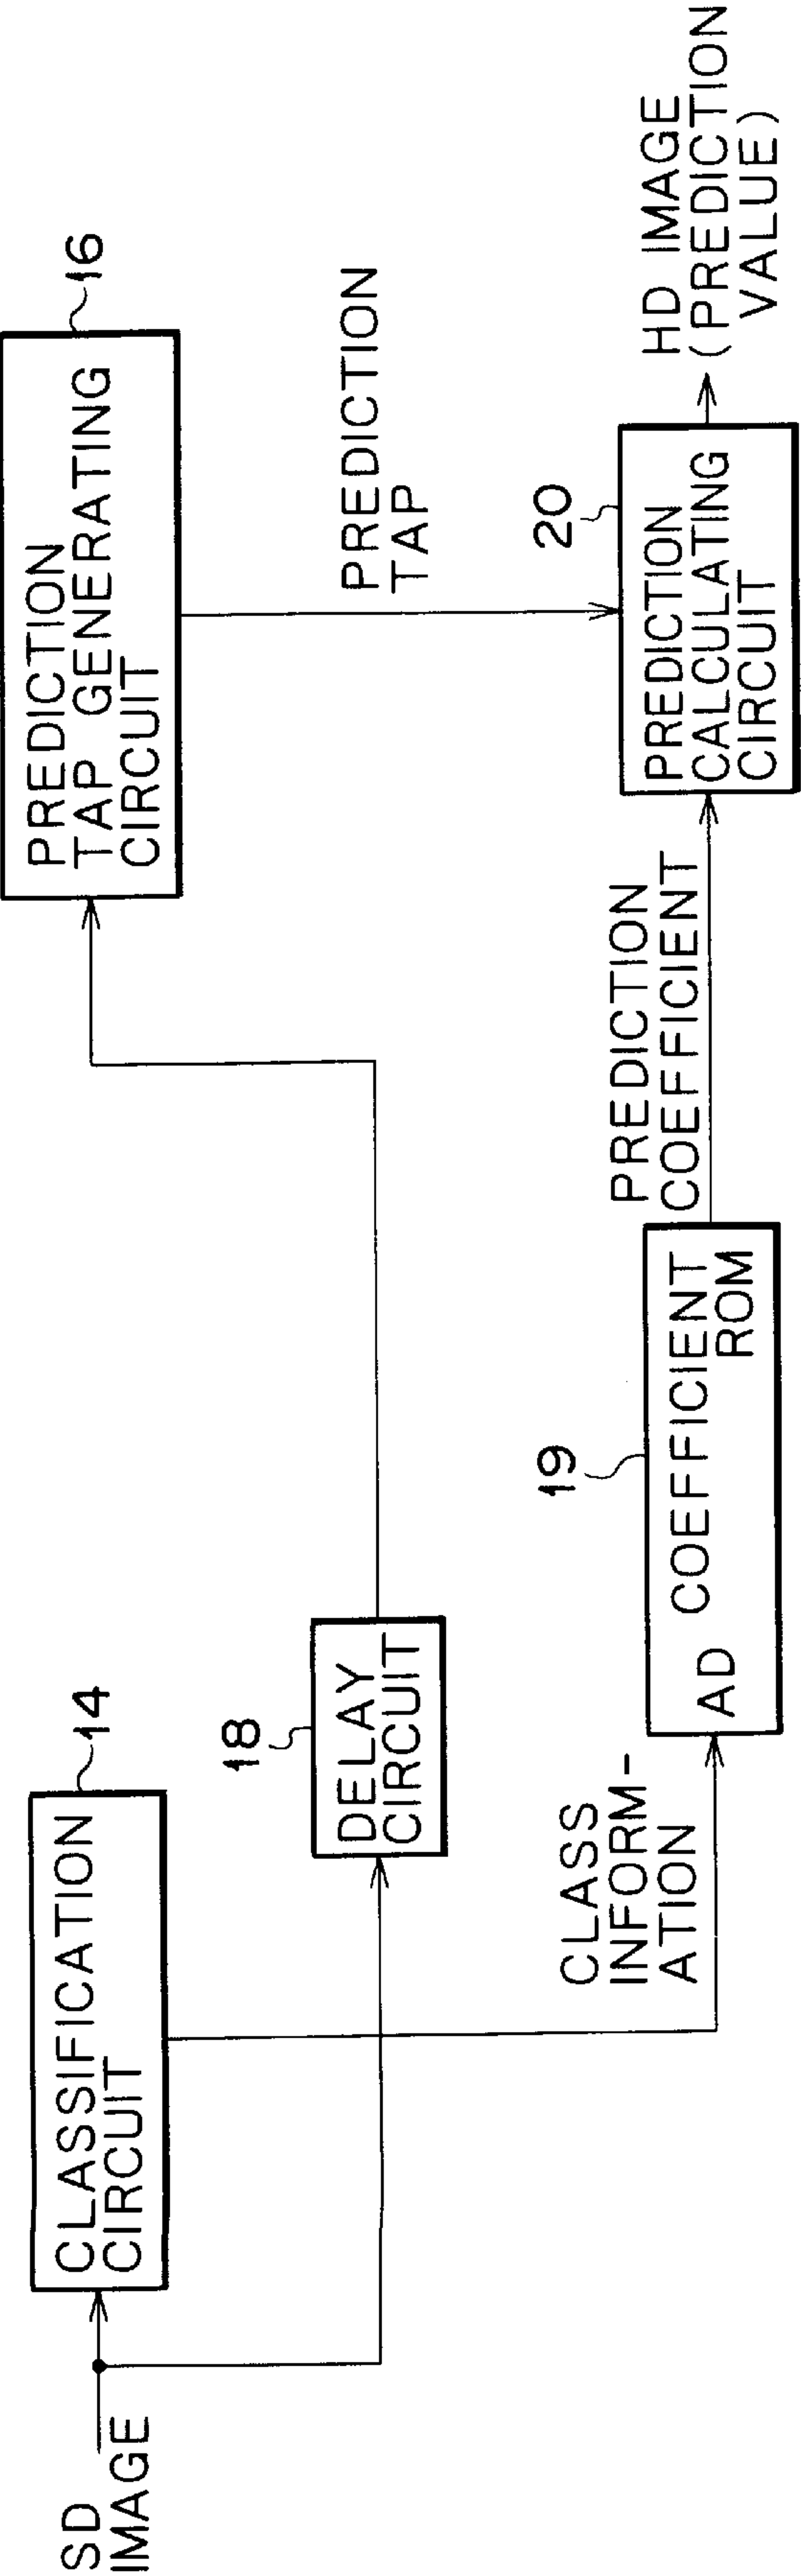 SD
IMAGE
CLASSIFICATION
CIRCUIT
14
18
DELAY
CIRCUIT
CLASS
INFORM-
ATION
19
AD
COEFFICIENT
ROM
PREDICTION
COEFFICIENT
PREDICTION
TAP GENERATING
CIRCUIT
16
PREDICTION
TAP
20
PREDICTION
CALCULATING
CIRCUIT
HD IMAGE
(PREDICTION
VALUE)